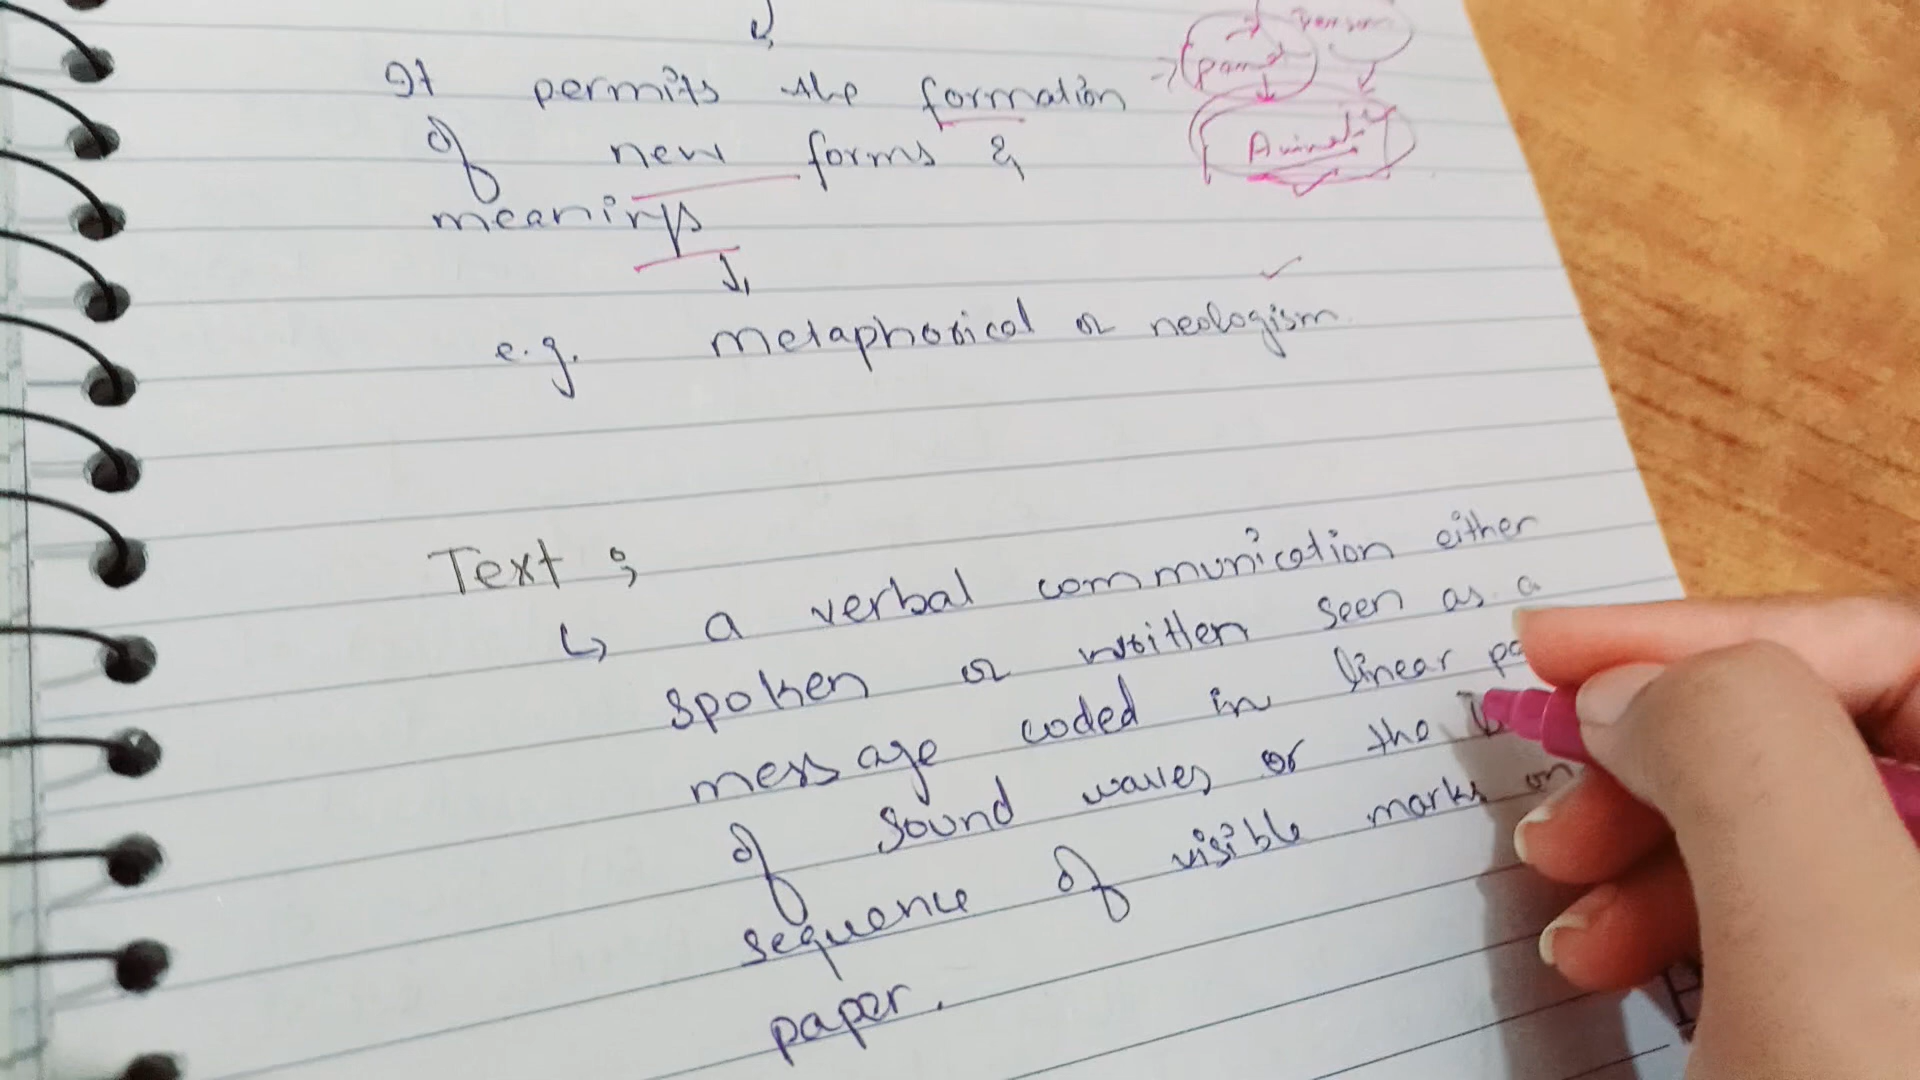 It permits the formation
of new forms &
meanings
e.g. metaphorical or neologism
Text :
a verbal communication either
spoken or written seen as a
message coded in linear
of sound waves or the
sequence of visible marks on
paper.